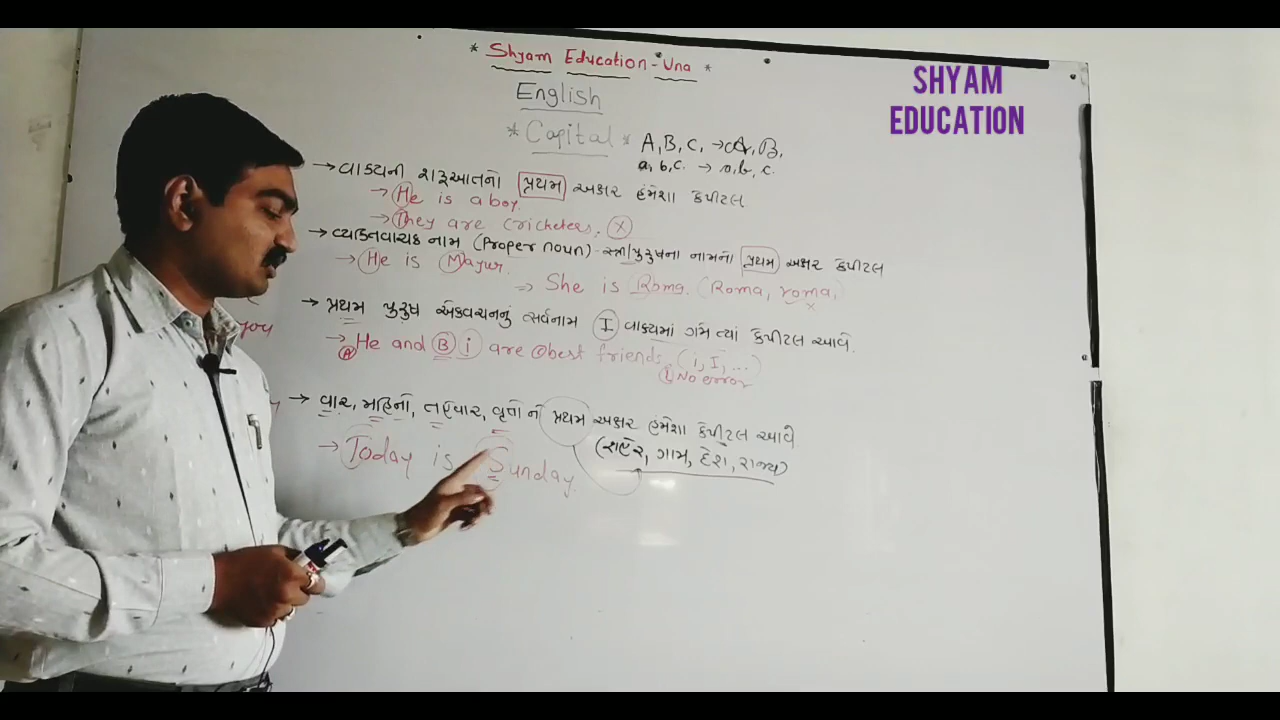 * Shyam Education-Una *
SHYAM
EDUCATION
English
* Capital *
A, B, C, → A, B,
a, b, c. → a, b, c.
→ વાક્યની શરૂઆતનો પ્રથમ અક્ષર હંમેશા કેપીટલ
→ He is a boy.
→ They are cricketers. X
→ વ્યક્તિવાચક નામ (Proper noun) - સ્ત્રી/પુરુષના નામનો પ્રથમ અક્ષર કેપીટલ
→ He is Mayur.
⇒ She is Roma. (Roma, roma,
x
→ પ્રથમ પુરુષ એકવચનનું સર્વનામ I વાક્યમાં ગમે ત્યાં કેપીટલ આવે.
→ He and i are best friends. (i, I, ...)
A B
No error
you
→ વાર, મહિનો, તહેવાર, વૃતો નો પ્રથમ અક્ષર હંમેશા કેપીટલ આવે
(શહેર, ગામ, દેશ, રાજ્ય)
→ Today is Sunday.